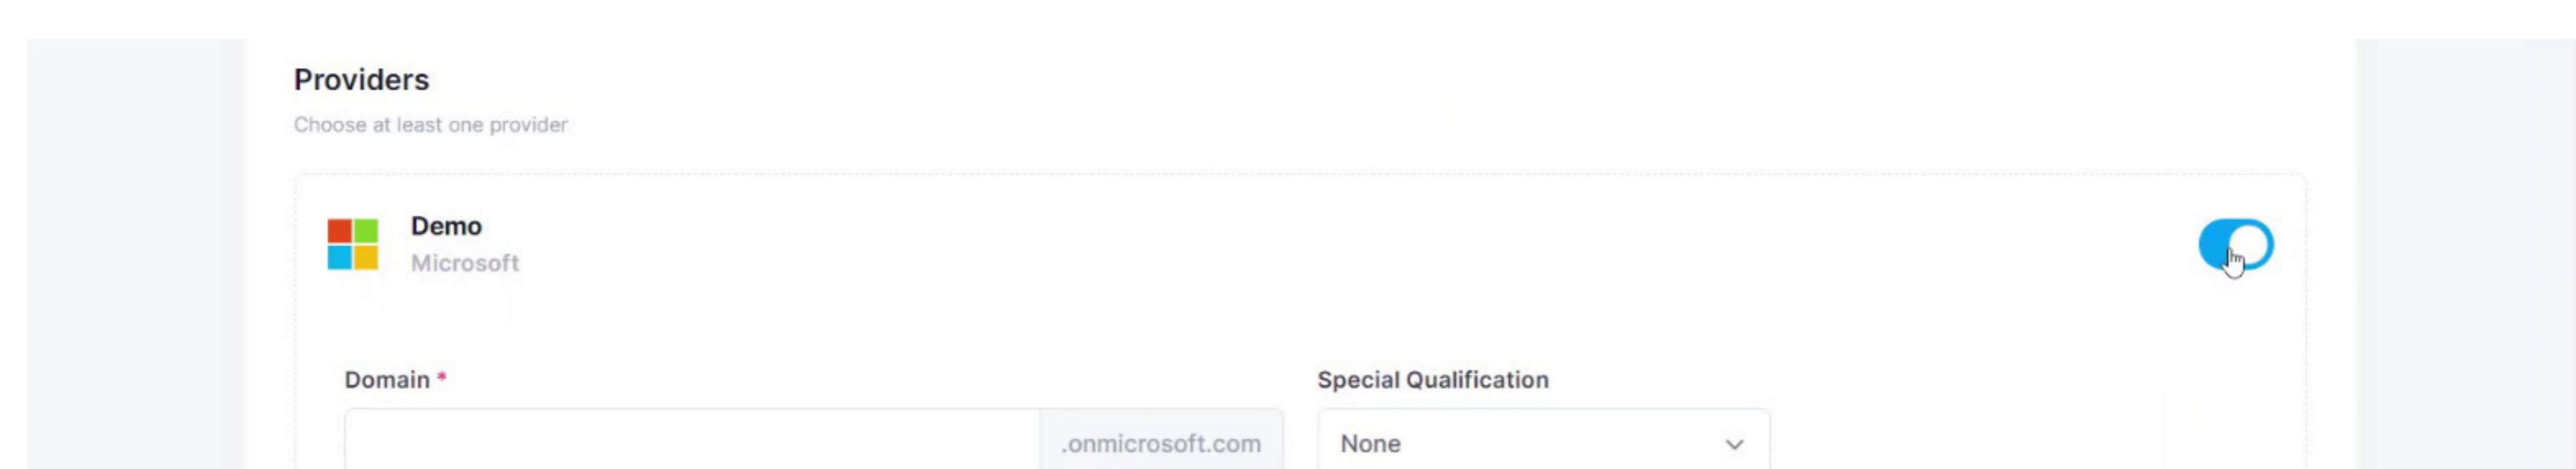 Providers
Choose at least one provider
Demo
Microsoft
Domain *
Special Qualification
.onmicrosoft.com
None